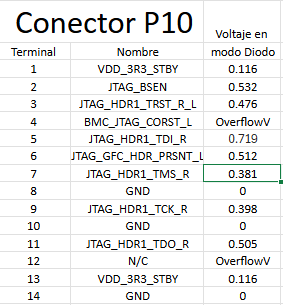 Conector P10
Voltaje en
Terminal Nombre modo Diodo
1 VDD_3R3_STBY 0.116
2 JTAG_BSEN 0.532
3 JTAG_HDR1_TRST_R_L 0.476
4 BMC_JTAG_CORST_L OverflowV
5 JTAG_HDR1_TDI_R 0.719
6 JTAG_GFC_HDR_PRSNT_L 0.512
7 JTAG_HDR1_TMS_R 0.381
8 GND 0
9 JTAG_HDR1_TCK_R 0.398
10 GND 0
11 JTAG_HDR1_TDO_R 0.505
12 N/C OverflowV
13 VDD_3R3_STBY 0.116
14 GND 0